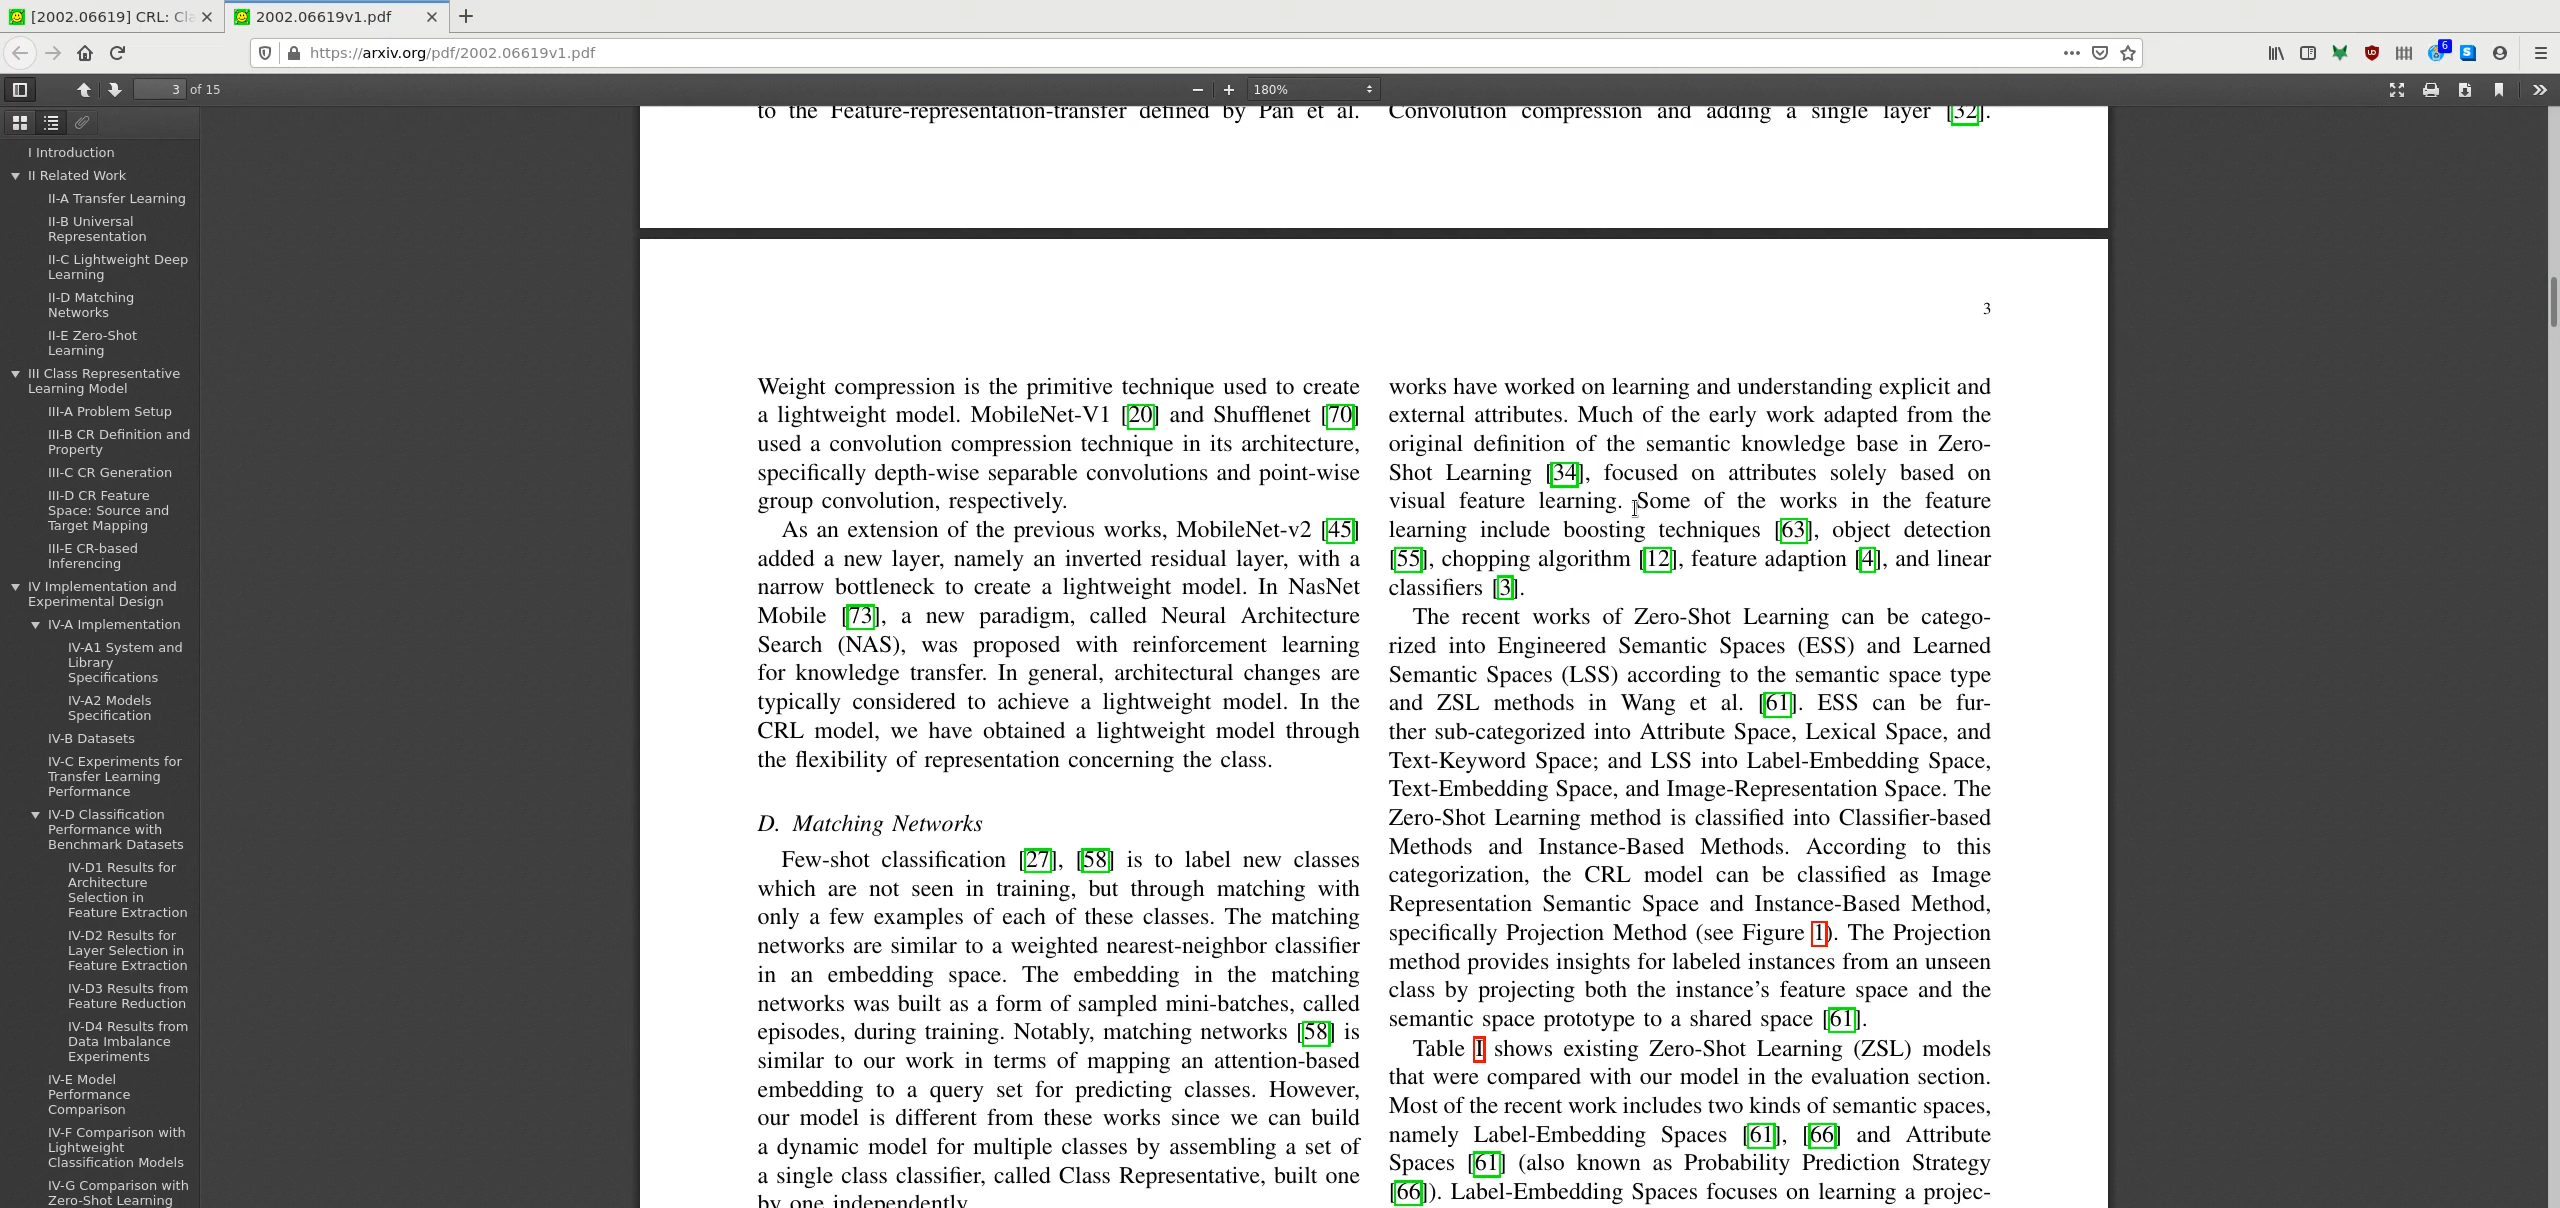 [2002.06619] CRL: Cla
2002.06619v1.pdf
https://arxiv.org/pdf/2002.06619v1.pdf
6
3 of 15
180%
I Introduction
II Related Work
II-A Transfer Learning
II-B Universal
Representation
II-C Lightweight Deep
Learning
II-D Matching
Networks
II-E Zero-Shot
Learning
III Class Representative
Learning Model
III-A Problem Setup
III-B CR Definition and
Property
III-C CR Generation
III-D CR Feature
Space: Source and
Target Mapping
III-E CR-based
Inferencing
IV Implementation and
Experimental Design
IV-A Implementation
IV-A1 System and
Library
Specifications
IV-A2 Models
Specification
IV-B Datasets
IV-C Experiments for
Transfer Learning
Performance
IV-D Classification
Performance with
Benchmark Datasets
IV-D1 Results for
Architecture
Selection in
Feature Extraction
IV-D2 Results for
Layer Selection in
Feature Extraction
IV-D3 Results from
Feature Reduction
IV-D4 Results from
Data Imbalance
Experiments
IV-E Model
Performance
Comparison
IV-F Comparison with
Lightweight
Classification Models
IV-G Comparison with
Zero-Shot Learning
to the Feature-representation-transfer defined by Pan et al.
Convolution compression and adding a single layer [32].
3
Weight compression is the primitive technique used to create
a lightweight model. MobileNet-V1 [20] and Shufflenet [70]
used a convolution compression technique in its architecture,
specifically depth-wise separable convolutions and point-wise
group convolution, respectively.
As an extension of the previous works, MobileNet-v2 [45]
added a new layer, namely an inverted residual layer, with a
narrow bottleneck to create a lightweight model. In NasNet
Mobile [73], a new paradigm, called Neural Architecture
Search (NAS), was proposed with reinforcement learning
for knowledge transfer. In general, architectural changes are
typically considered to achieve a lightweight model. In the
CRL model, we have obtained a lightweight model through
the flexibility of representation concerning the class.
D. Matching Networks
Few-shot classification [27], [58] is to label new classes
which are not seen in training, but through matching with
only a few examples of each of these classes. The matching
networks are similar to a weighted nearest-neighbor classifier
in an embedding space. The embedding in the matching
networks was built as a form of sampled mini-batches, called
episodes, during training. Notably, matching networks [58] is
similar to our work in terms of mapping an attention-based
embedding to a query set for predicting classes. However,
our model is different from these works since we can build
a dynamic model for multiple classes by assembling a set of
a single class classifier, called Class Representative, built one
by one independently.
works have worked on learning and understanding explicit and
external attributes. Much of the early work adapted from the
original definition of the semantic knowledge base in Zero-
Shot Learning [34], focused on attributes solely based on
visual feature learning. Some of the works in the feature
learning include boosting techniques [63], object detection
[55], chopping algorithm [12], feature adaption [4], and linear
classifiers [3].
The recent works of Zero-Shot Learning can be catego-
rized into Engineered Semantic Spaces (ESS) and Learned
Semantic Spaces (LSS) according to the semantic space type
and ZSL methods in Wang et al. [61]. ESS can be fur-
ther sub-categorized into Attribute Space, Lexical Space, and
Text-Keyword Space; and LSS into Label-Embedding Space,
Text-Embedding Space, and Image-Representation Space. The
Zero-Shot Learning method is classified into Classifier-based
Methods and Instance-Based Methods. According to this
categorization, the CRL model can be classified as Image
Representation Semantic Space and Instance-Based Method,
specifically Projection Method (see Figure 1). The Projection
method provides insights for labeled instances from an unseen
class by projecting both the instance's feature space and the
semantic space prototype to a shared space [61].
Table I shows existing Zero-Shot Learning (ZSL) models
that were compared with our model in the evaluation section.
Most of the recent work includes two kinds of semantic spaces,
namely Label-Embedding Spaces [61], [66] and Attribute
Spaces [61] (also known as Probability Prediction Strategy
[66]). Label-Embedding Spaces focuses on learning a projec-